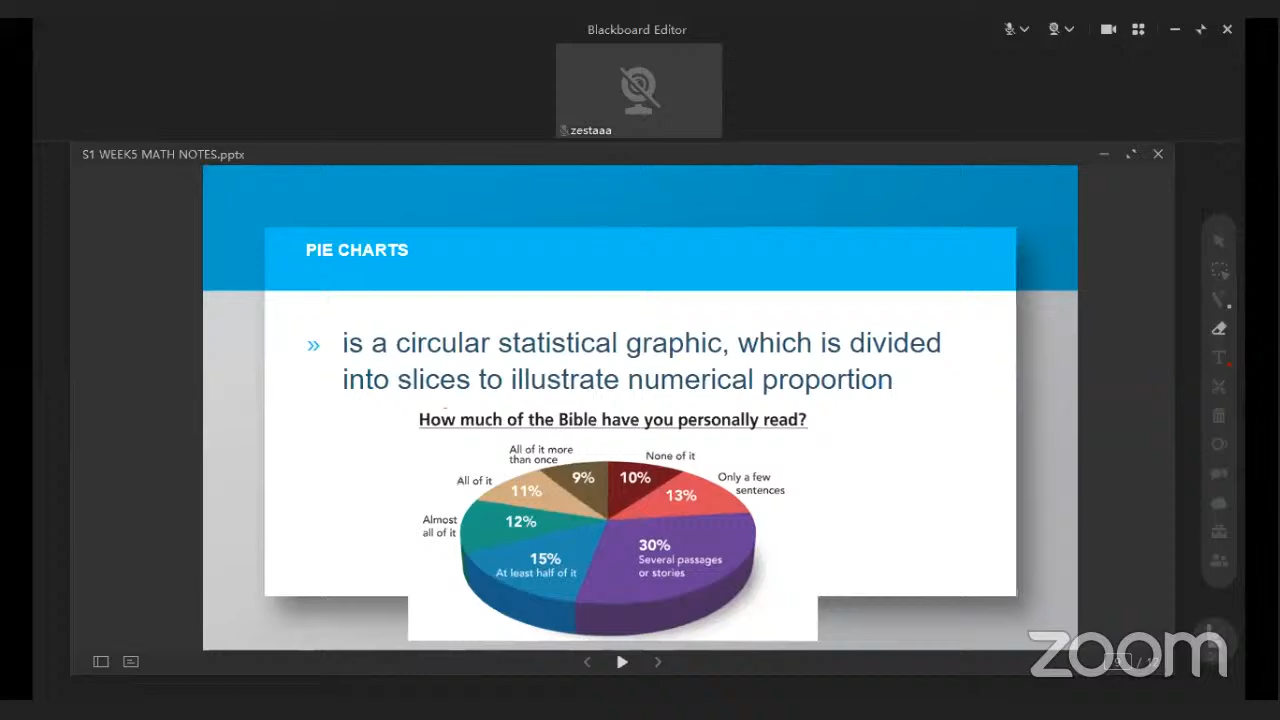 Blackboard Editor
zestaaa
S1 WEEK5 MATH NOTES.pptx
PIE CHARTS
» is a circular statistical graphic, which is divided
into slices to illustrate numerical proportion
How much of the Bible have you personally read?
All of it more
than once
None of it
9%
10%
Only a few
sentences
All of it
11%
13%
Almost
all of it
12%
30%
Several passages
or stories
15%
At least half of it
zoom